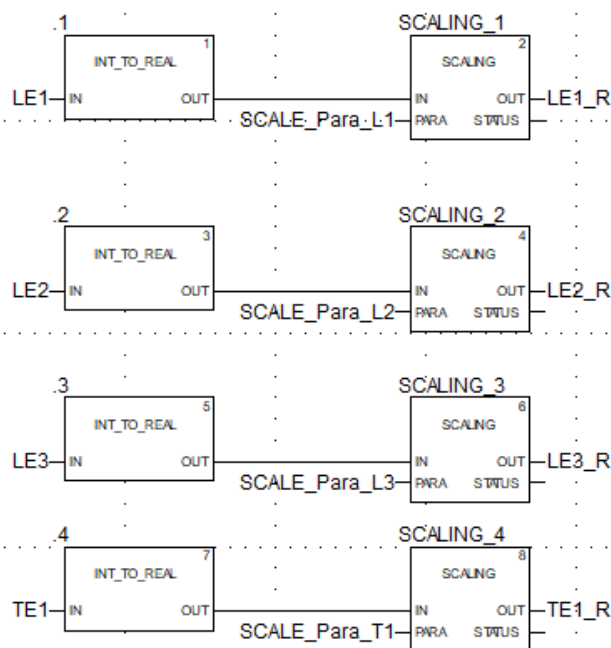 .1 SCALING_1
1 2
INT_TO_REAL SCALING
LE1 IN OUT IN OUT LE1_R
SCALE_Para_L1 PARA STATUS
.2 SCALING_2
3 4
INT_TO_REAL SCALING
LE2 IN OUT IN OUT LE2_R
SCALE_Para_L2 PARA STATUS
.3 SCALING_3
5 6
INT_TO_REAL SCALING
LE3 IN OUT IN OUT LE3_R
SCALE_Para_L3 PARA STATUS
.4 SCALING_4
7 8
INT_TO_REAL SCALING
TE1 IN OUT IN OUT TE1_R
SCALE_Para_T1 PARA STATUS